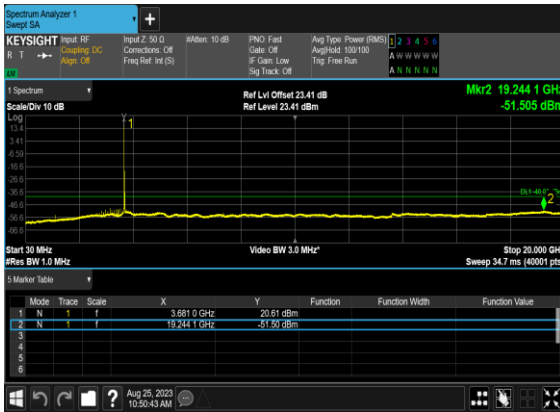 Spectrum Analyzer 1
Swept SA
+
KEYSIGHT
R T
Input: RF
Coupling: DC
Align: Off
Input Z: 50 Ω
Corrections: Off
Freq Ref: Int (S)
#Atten: 10 dB
PNO: Fast
Gate: Off
IF Gain: Low
Sig Track: Off
Avg Type: Power (RMS)
Avg|Hold: 100/100
Trig: Free Run
1 2 3 4 5 6
A W W W W W
A N N N N N
1 Spectrum
Scale/Div 10 dB
Ref Lvl Offset 23.41 dB
Ref Level 23.41 dBm
Mkr2 19.244 1 GHz
-51.505 dBm
Log
13.4
3.41
-6.59
-16.6
-26.6
-36.6
-46.6
-56.6
-66.6
1
2
Start 30 MHz
#Res BW 1.0 MHz
Video BW 3.0 MHz*
Stop 20.000 GHz
Sweep 34.7 ms (40001 pts)
5 Marker Table
Mode Trace Scale X Y Function Function Width Function Value
1 N 1 f 3.681 0 GHz 20.61 dBm
2 N 1 f 19.244 1 GHz -51.50 dBm
3
4
5
6
?
Aug 25, 2023
10:50:43 AM